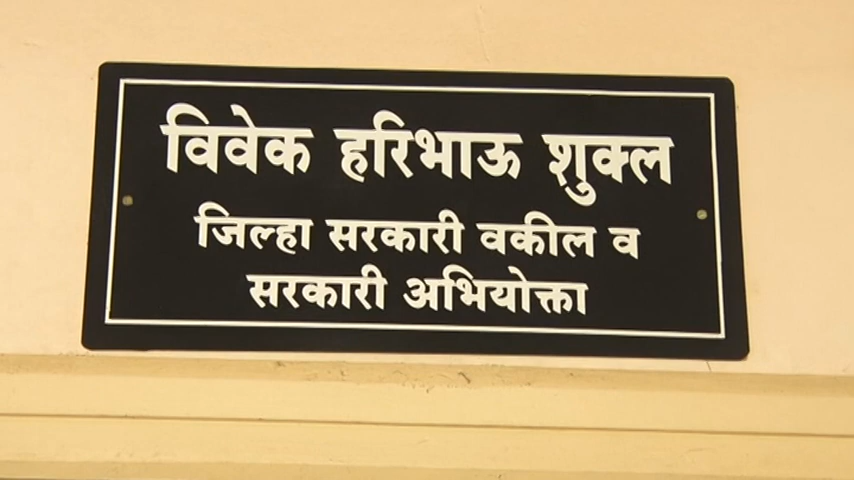 विवेक हरिभाऊ शुक्ल
जिल्हा सरकारी वकील व
सरकारी अभियोक्ता